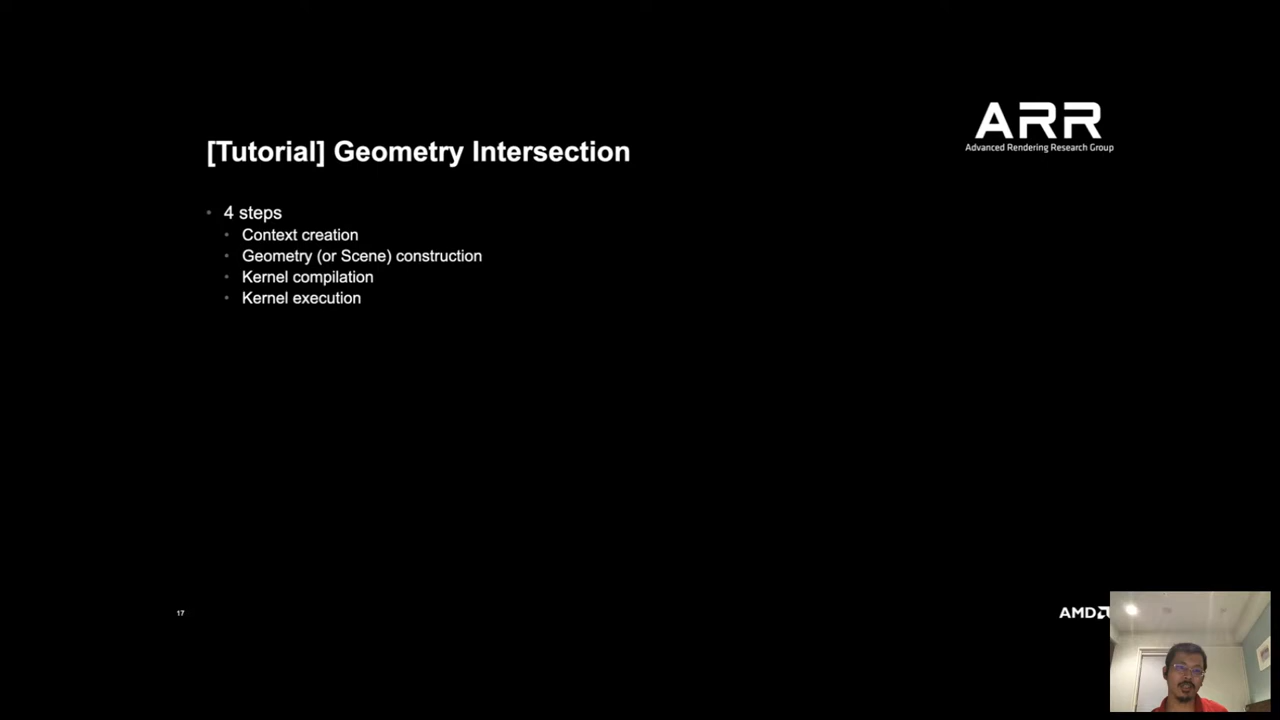 ARR
Advanced Rendering Research Group
[Tutorial] Geometry Intersection
• 4 steps
• Context creation
• Geometry (or Scene) construction
• Kernel compilation
• Kernel execution
17
AMD